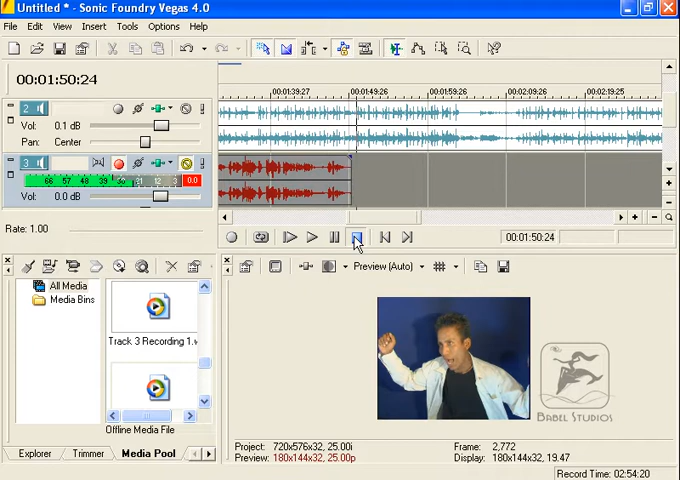 Untitled * - Sonic Foundry Vegas 4.0
File Edit View Insert Tools Options Help
00:01:50:24
00:01:39:27 00:01:49:26 00:01:59:26 00:02:09:26 00:02:19:26
2
Vol: 0.1 dB
Pan: Center
3
66 57 48 39 30 21 12 3 0.0
Vol: 0.0 dB
Rate: 1.00
00:01:50:24
Preview (Auto)
All Media
Media Bins
Track 3 Recording 1.w
Offline Media File
BABEL STUDIOS
Explorer Trimmer Media Pool
Project: 720x576x32, 25.00i
Preview: 180x144x32, 25.00p
Frame: 2,772
Display: 180x144x32, 19.47
Record Time: 02:54:20